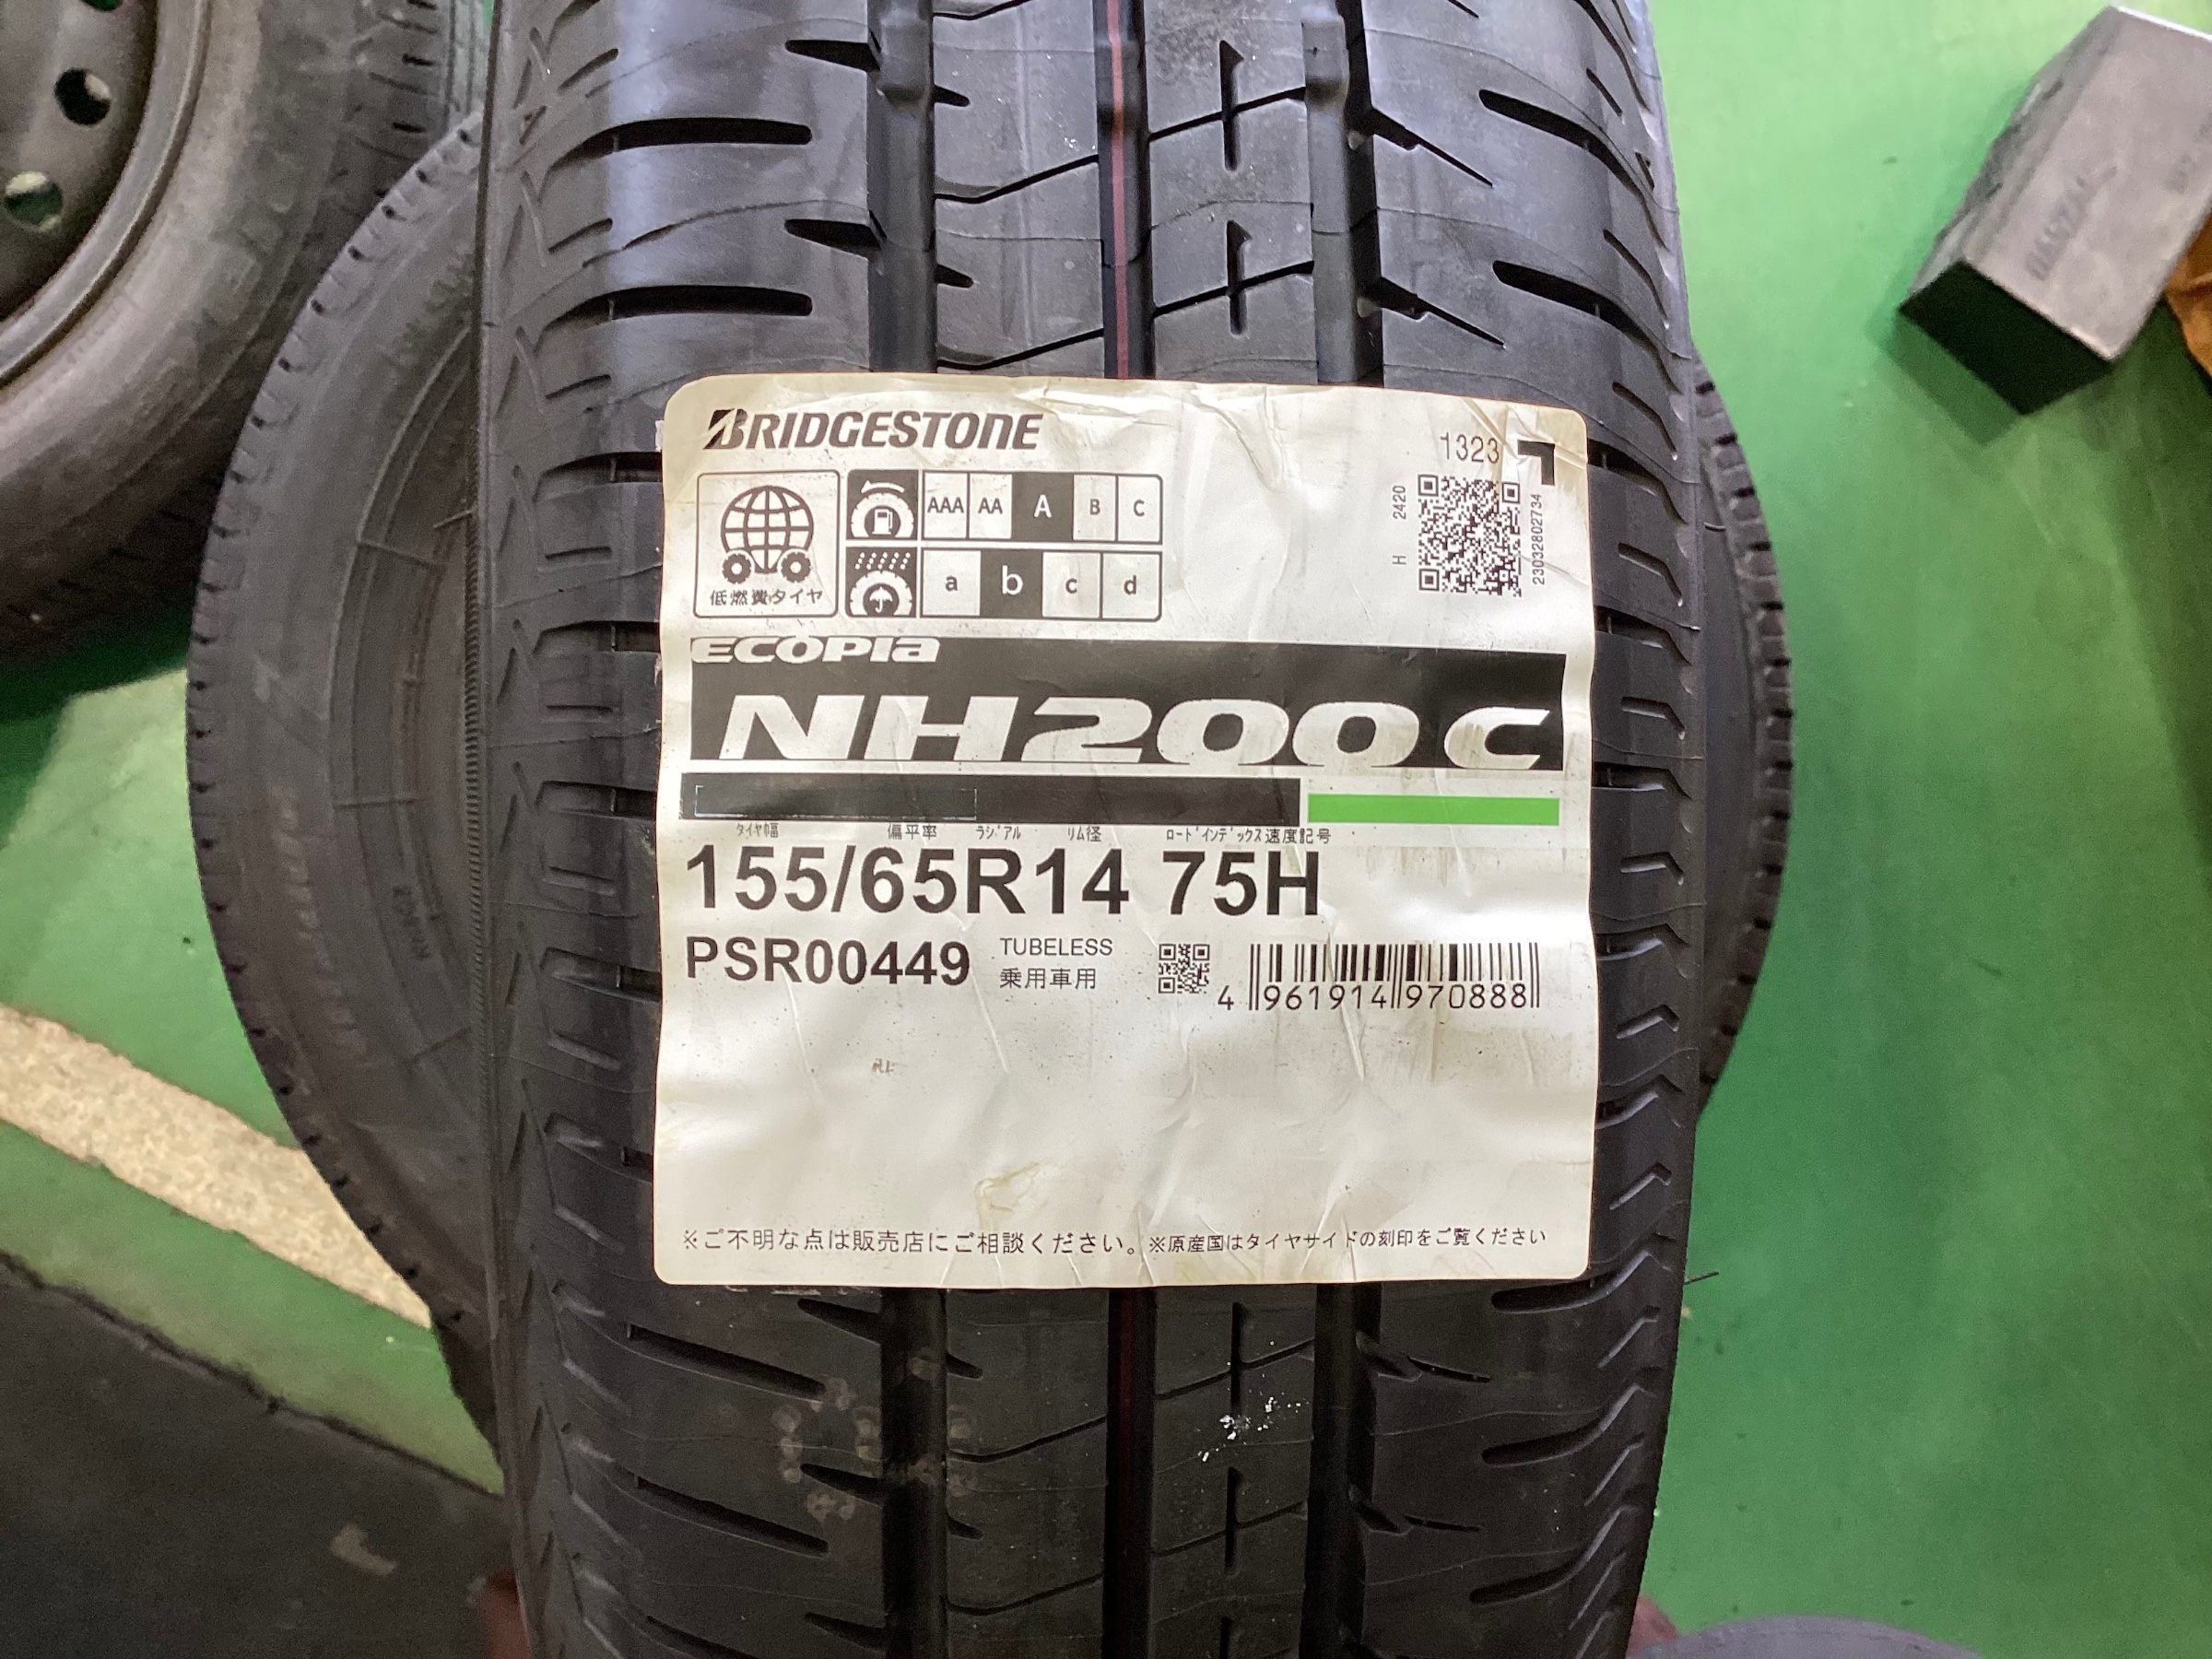 BRIDGESTONE
1323
低燃費タイヤ
AAA AA A B C
a b c d
H 2420
23032802734
ECOPIA
NH200 C
タイヤ幅 偏平率 ラジアル リム径 ロードインデックス 速度記号
155/65R14 75H
PSR00449
TUBELESS
乗用車用
4 961914 970888
※ご不明な点は販売店にご相談ください。※原産国はタイヤサイドの刻印をご覧ください